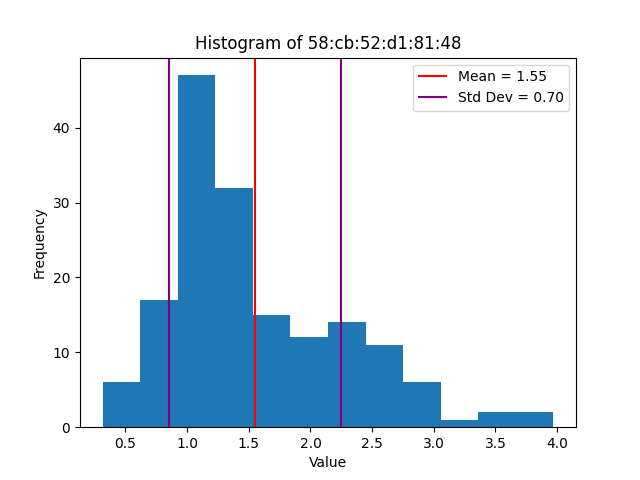 Histogram of 58:cb:52:d1:81:48
Mean = 1.55
Std Dev = 0.70
Frequency
40
30
20
10
0
0.5 1.0 1.5 2.0 2.5 3.0 3.5 4.0
Value